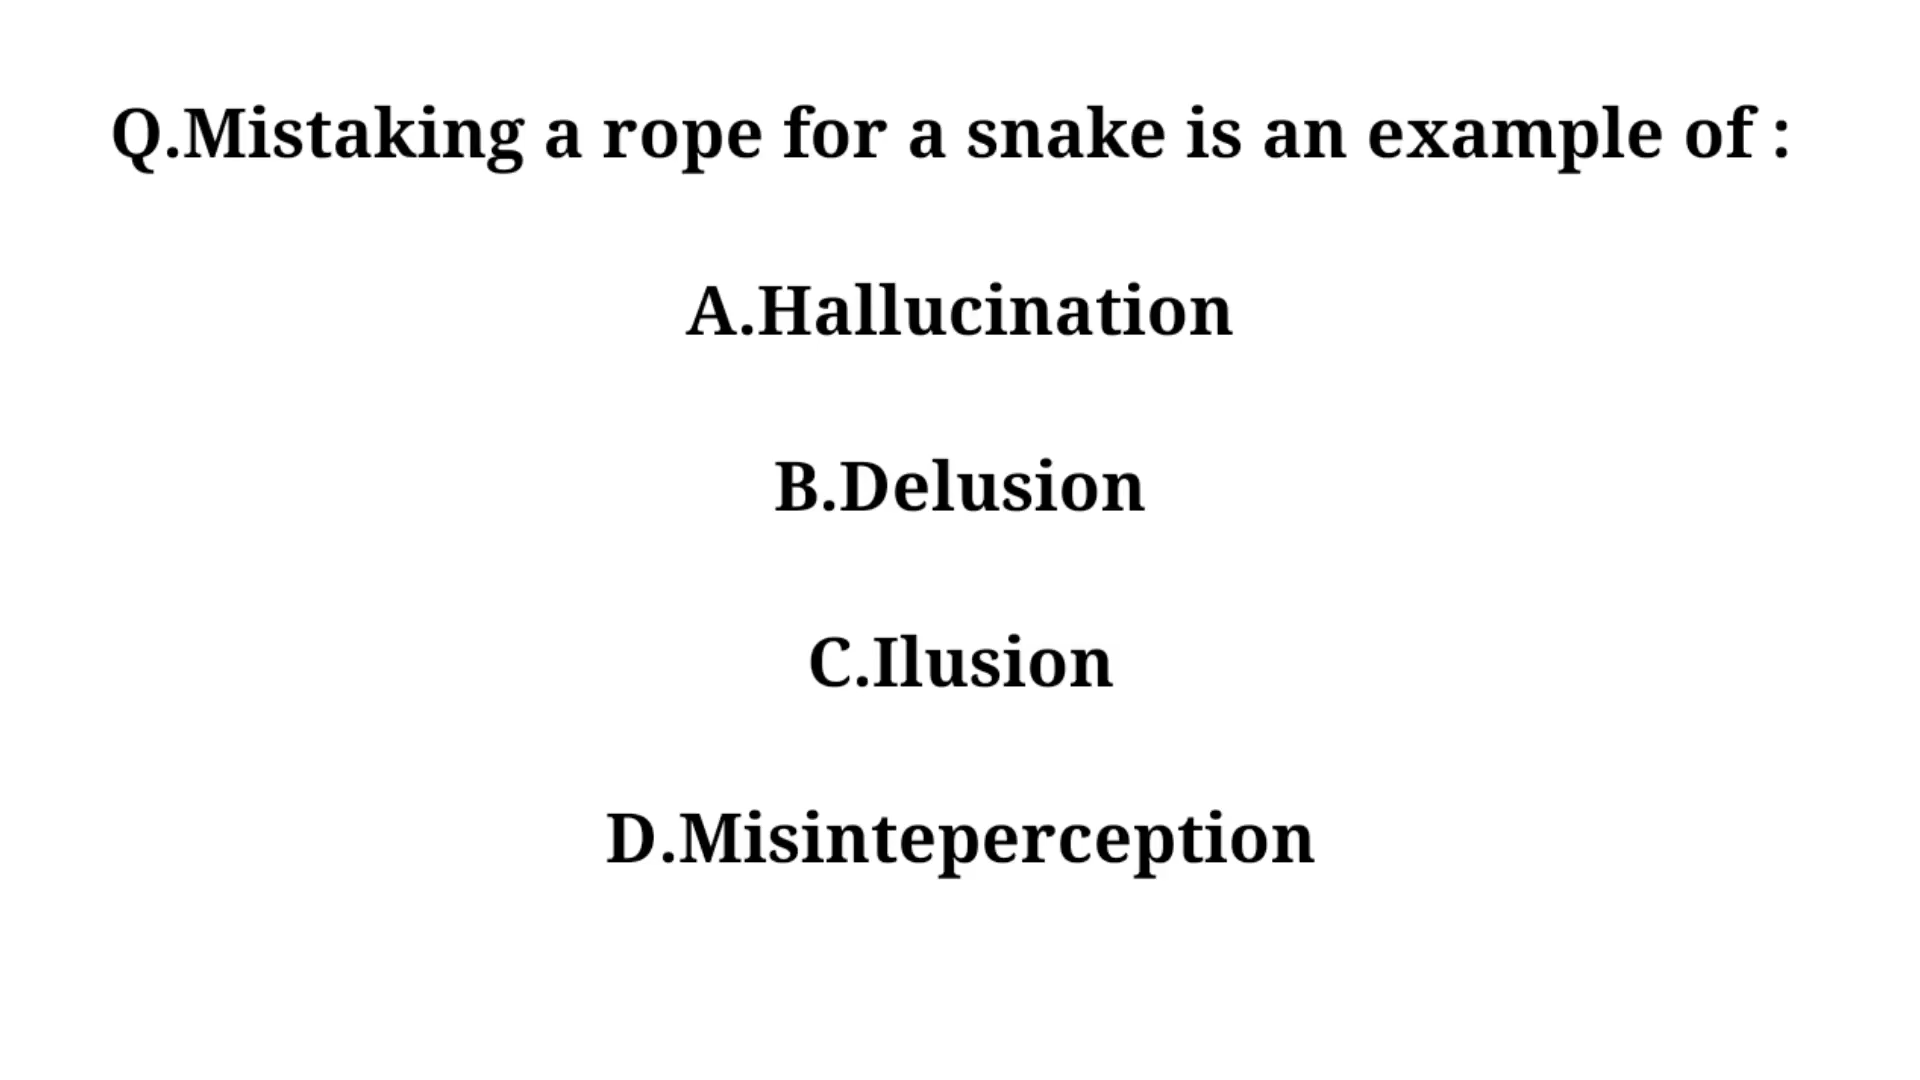 Q.Mistaking a rope for a snake is an example of :
A.Hallucination
B.Delusion
C.Ilusion
D.Misinteperception